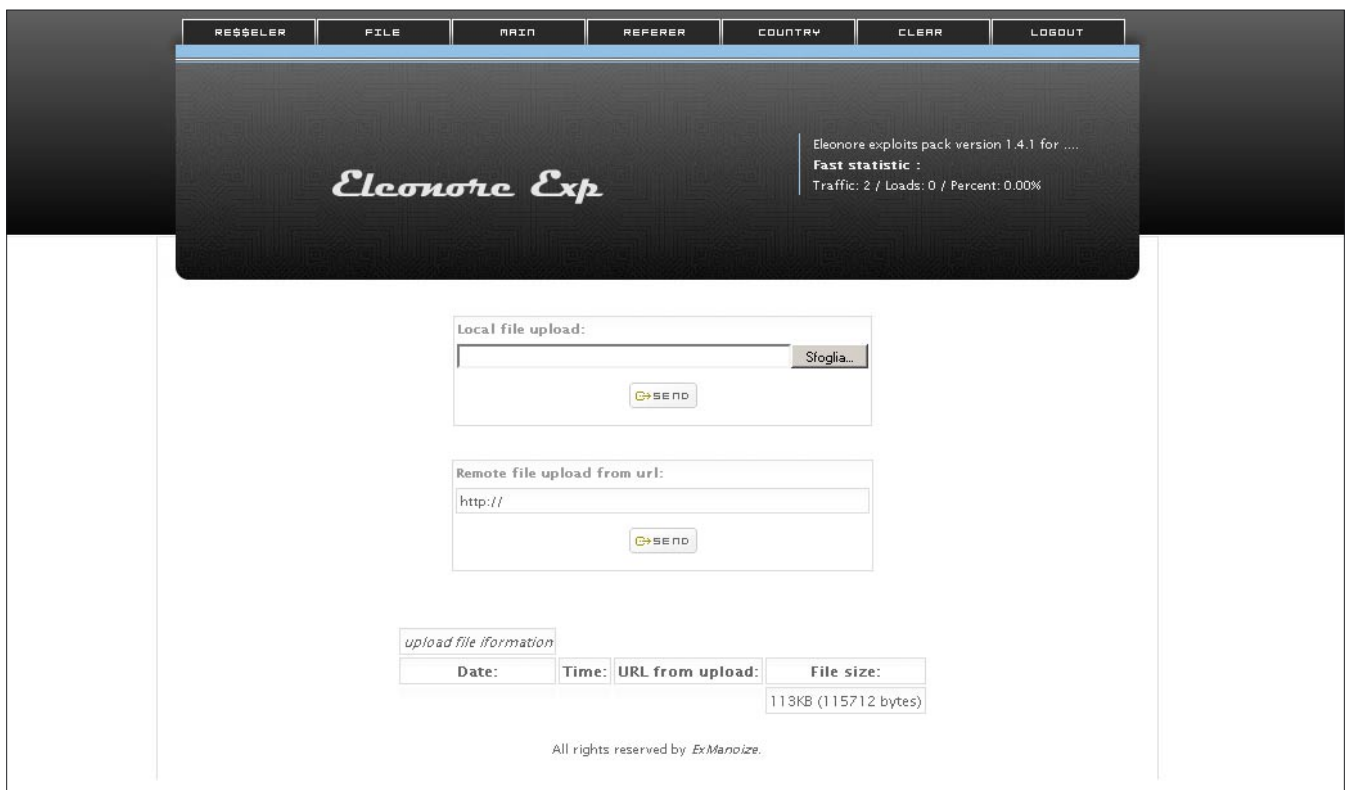 RE$$ELER FILE MAIN REFERER COUNTRY CLEAR LOGOUT
Eleonore Exp
Eleonore exploits pack version 1.4.1 for ....
Fast statistic :
Traffic: 2 / Loads: 0 / Percent: 0.00%
Local file upload:
Sfoglia...
SEND
Remote file upload from url:
http://
SEND
upload file iformation
Date: Time: URL from upload: File size:
113KB (115712 bytes)
All rights reserved by ExManoize.